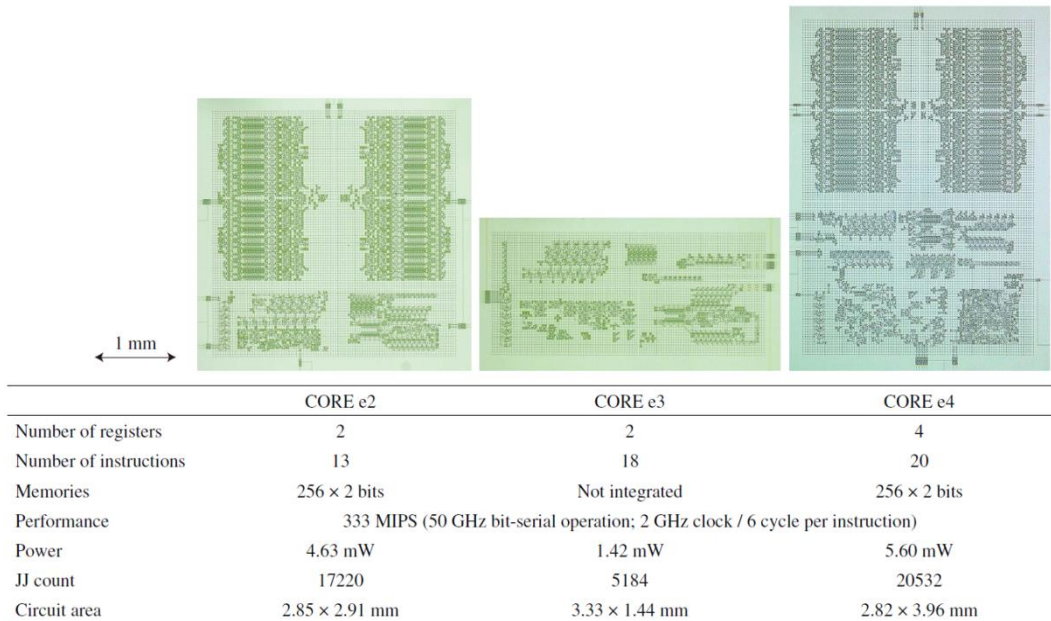 1 mm
CORE e2 CORE e3 CORE e4
Number of registers 2 2 4
Number of instructions 13 18 20
Memories 256 × 2 bits Not integrated 256 × 2 bits
Performance 333 MIPS (50 GHz bit-serial operation; 2 GHz clock / 6 cycle per instruction)
Power 4.63 mW 1.42 mW 5.60 mW
JJ count 17220 5184 20532
Circuit area 2.85 × 2.91 mm 3.33 × 1.44 mm 2.82 × 3.96 mm